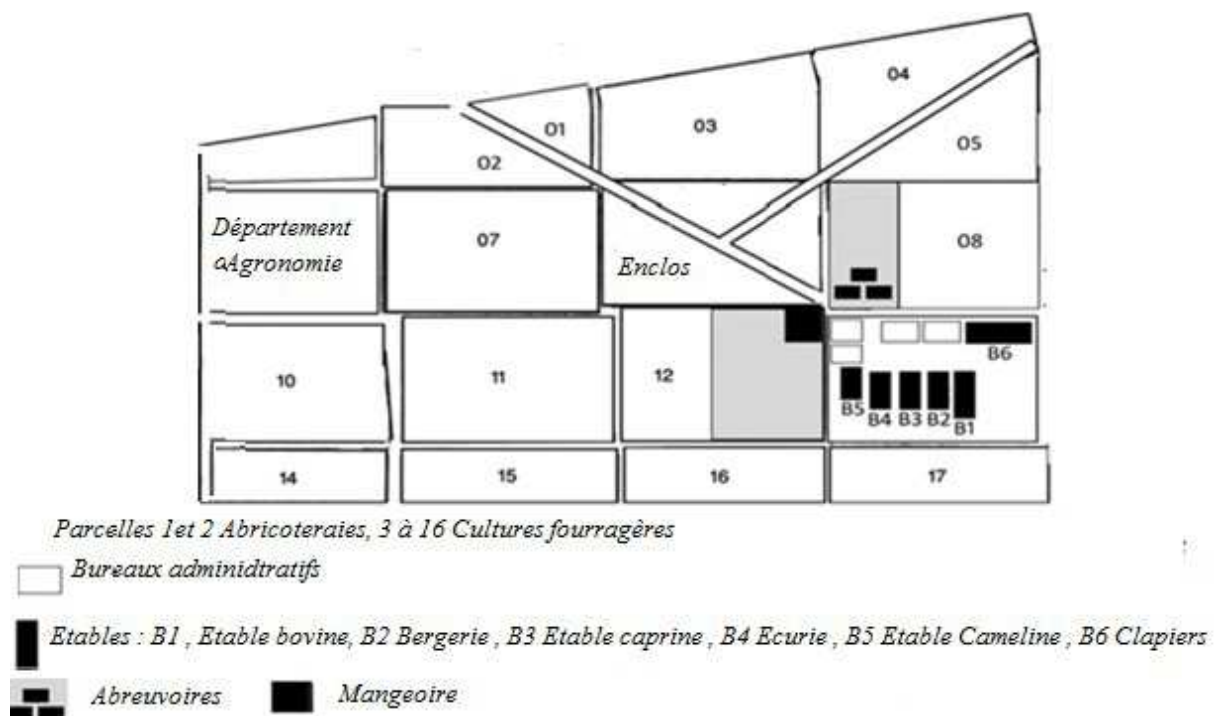 04
01
03
02
05
Département
aAgronomie
07
Enclos
08
B6
10
11
12
B5
B4
B3
B2
B1
14
15
16
17
Parcelles 1et 2 Abricoteraies, 3 à 16 Cultures fourragères
Bureaux adminidtratifs
Etables : B1 , Etable bovine, B2 Bergerie , B3 Etable caprine , B4 Ecurie , B5 Etable Cameline , B6 Clapiers
Abreuvoires
Mangeoire